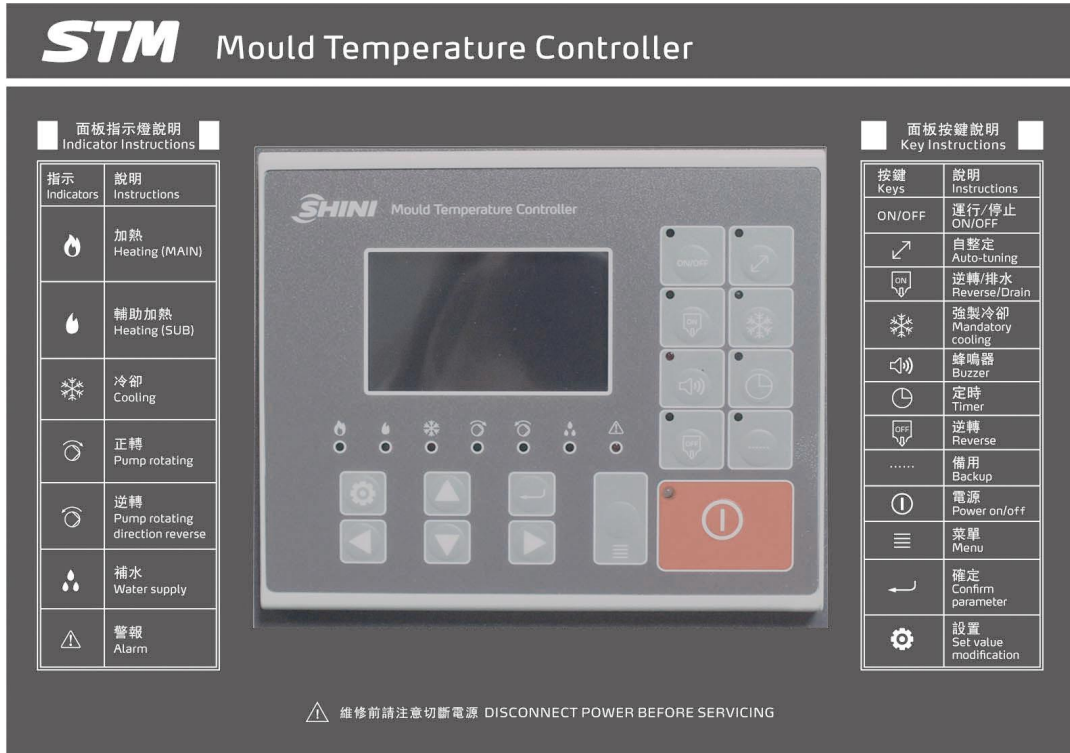 STM Mould Temperature Controller
面板指示燈說明
Indicator Instructions
指示 說明
Indicators Instructions
加熱
Heating (MAIN)
輔助加熱
Heating (SUB)
冷卻
Cooling
正轉
Pump rotating
逆轉
Pump rotating
direction reverse
補水
Water supply
警報
Alarm
SHINI Mould Temperature Controller
ON/OFF
ON
OFF
面板按鍵說明
Key Instructions
按鍵 說明
Keys Instructions
ON/OFF 運行/停止
ON/OFF
自整定
Auto-tuning
ON 逆轉/排水
Reverse/Drain
強製冷卻
Mandatory
cooling
蜂鳴器
Buzzer
定時
Timer
OFF 逆轉
Reverse
...... 備用
Backup
電源
Power on/off
菜單
Menu
確定
Confirm
parameter
設置
Set value
modification
維修前請注意切斷電源 DISCONNECT POWER BEFORE SERVICING